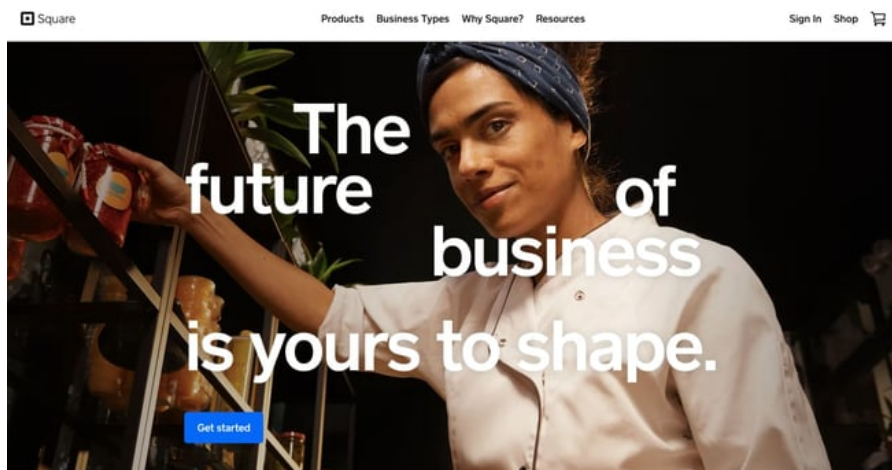 Square
Products Business Types Why Square? Resources
Sign In Shop
The
future of
business
is yours to shape.
Get started